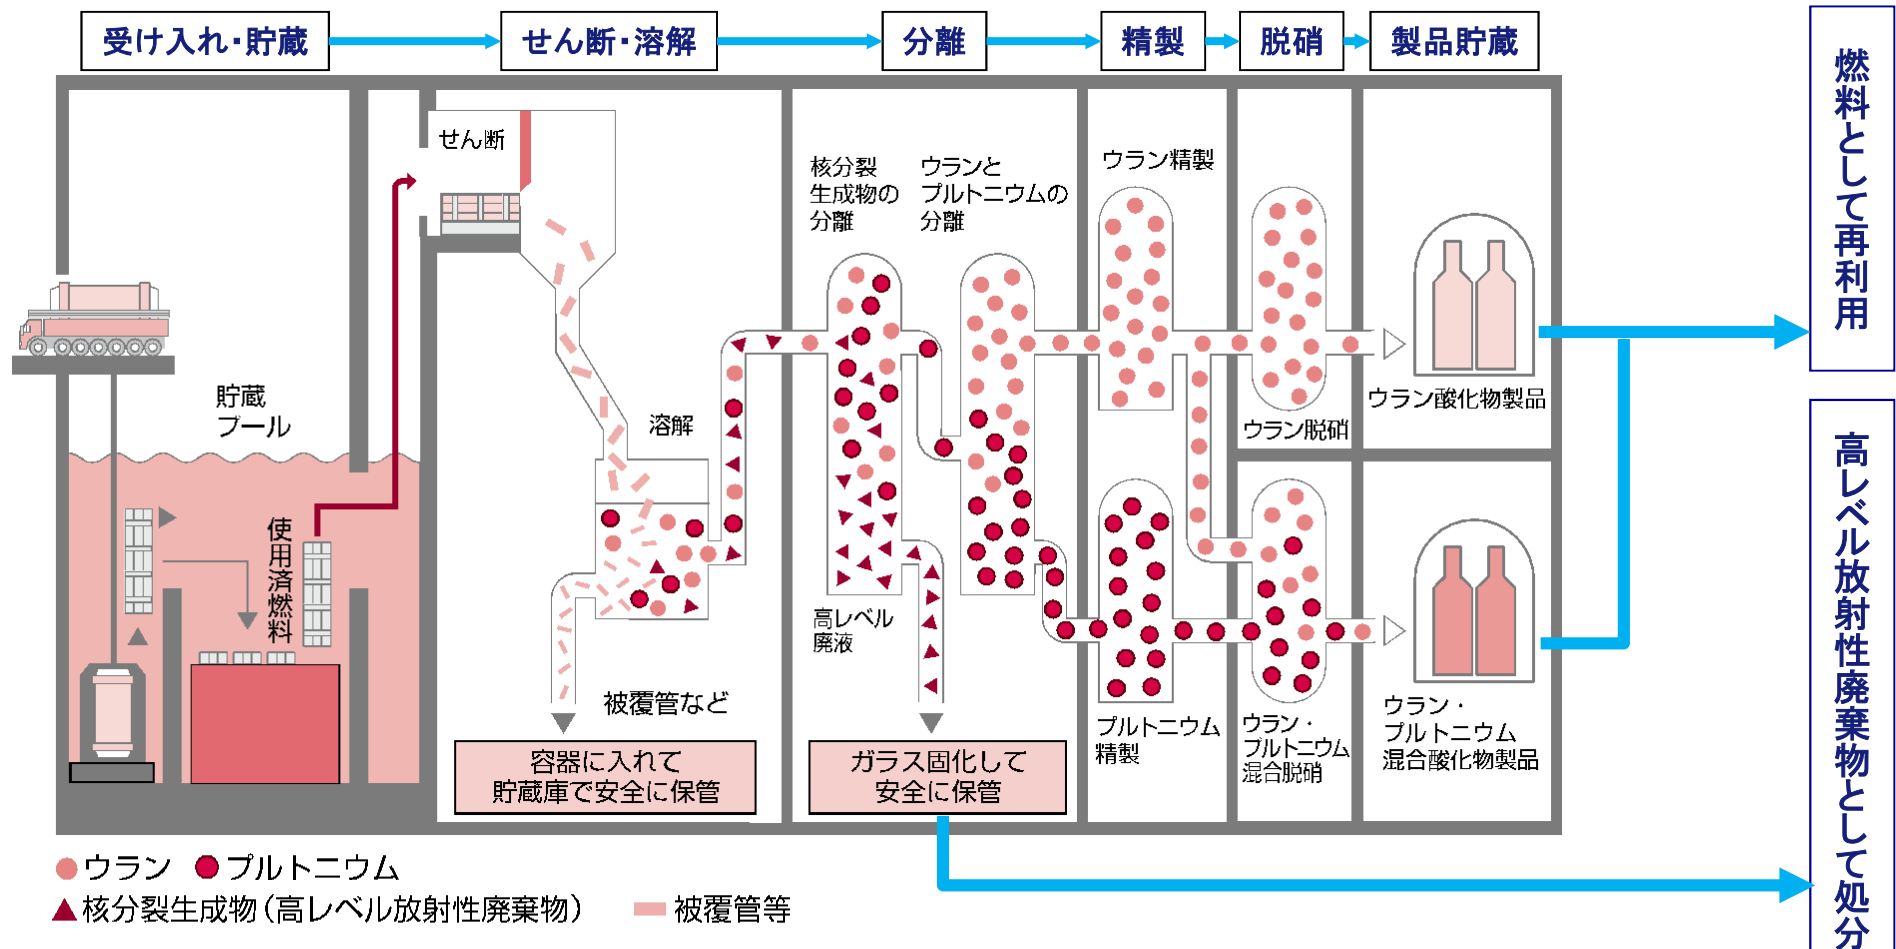 受け入れ・貯蔵
せん断・溶解
分離
精製
脱硝
製品貯蔵
燃料として再利用
高レベル放射性廃棄物として処分
せん断
貯蔵
プール
使用済燃料
溶解
被覆管など
容器に入れて
貯蔵庫で安全に保管
核分裂
生成物の
分離
ウランと
プルトニウムの
分離
高レベル
廃液
ガラス固化して
安全に保管
ウラン精製
プルトニウム
精製
ウラン脱硝
ウラン・
プルトニウム
混合脱硝
ウラン酸化物製品
ウラン・
プルトニウム
混合酸化物製品
ウラン
プルトニウム
核分裂生成物(高レベル放射性廃棄物)
被覆管等